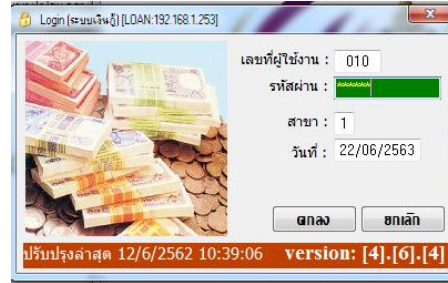 Login (ระบบเงินกู้) [LOAN:192.168.1.253]
เลขที่ผู้ใช้งาน : 010
รหัสผ่าน : ********
สาขา : 1
วันที่ : 22/06/2563
ตกลง ยกเลิก
ปรับปรุงล่าสุด 12/6/2562 10:39:06 version: [4].[6].[4]